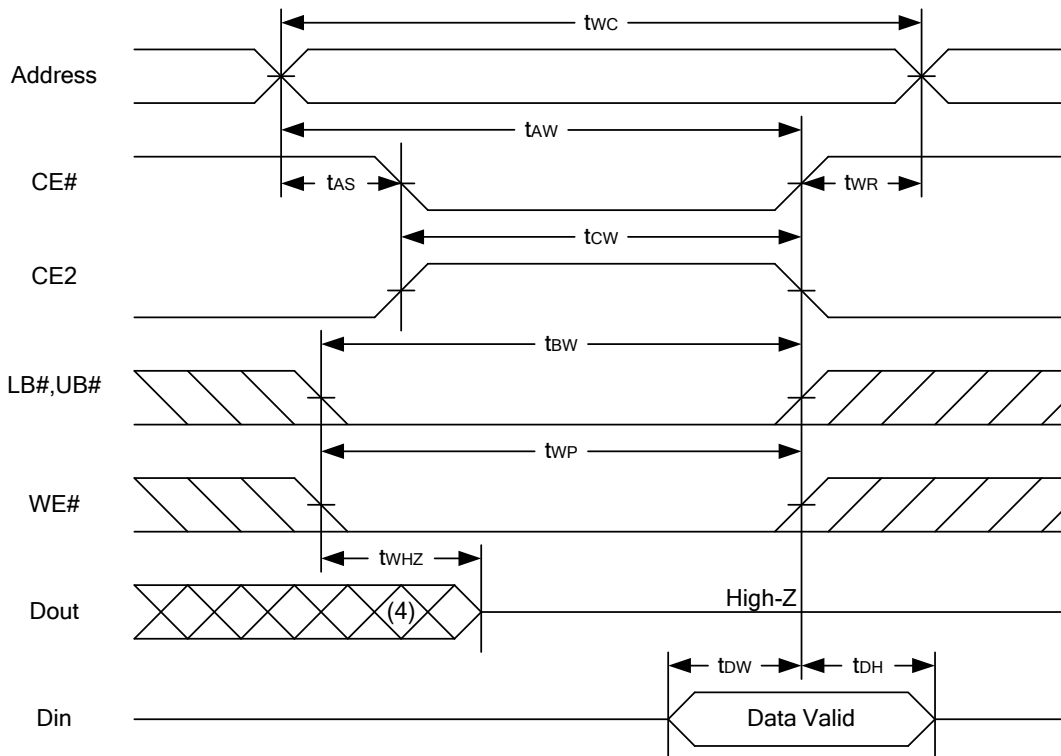 tWC
Address
tAW
CE#
tAS
tWR
tCW
CE2
tBW
LB#,UB#
tWP
WE#
tWHZ
Dout
(4)
High-Z
tDW
tDH
Din
Data Valid